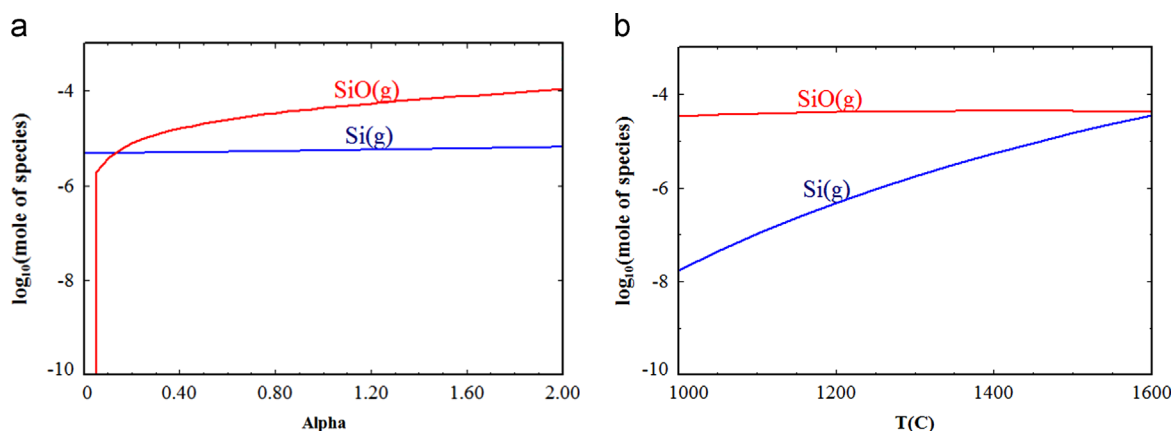 a
-4
-6
-8
-10
log₁₀(mole of species)
SiO(g)
Si(g)
0 0.40 0.80 1.20 1.60 2.00
Alpha
b
-4
-6
-8
-10
log₁₀(mole of species)
SiO(g)
Si(g)
1000 1200 1400 1600
T(C)